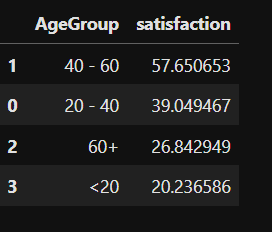 AgeGroup satisfaction
1 40 - 60 57.650653
0 20 - 40 39.049467
2 60+ 26.842949
3 <20 20.236586